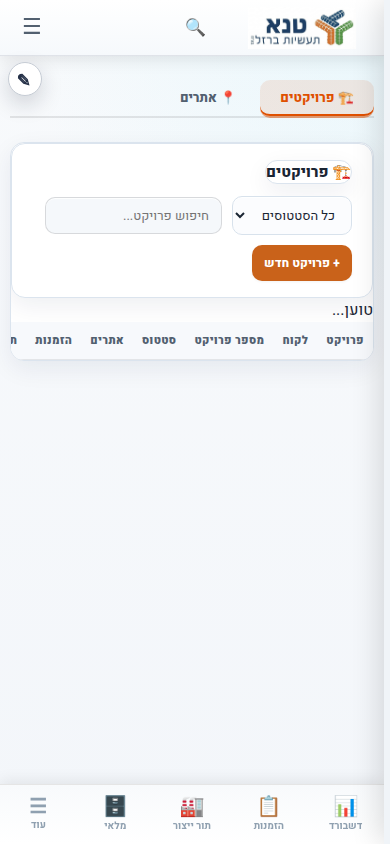 טנא
תעשיות ברזל
פרויקטים
אתרים
פרויקטים
כל הסטטוסים
חיפוש פרויקט...
+ פרויקט חדש
טוען...
פרויקט לקוח מספר פרויקט סטטוס אתרים הזמנות
דשבורד
הזמנות
תור ייצור
מלאי
עוד